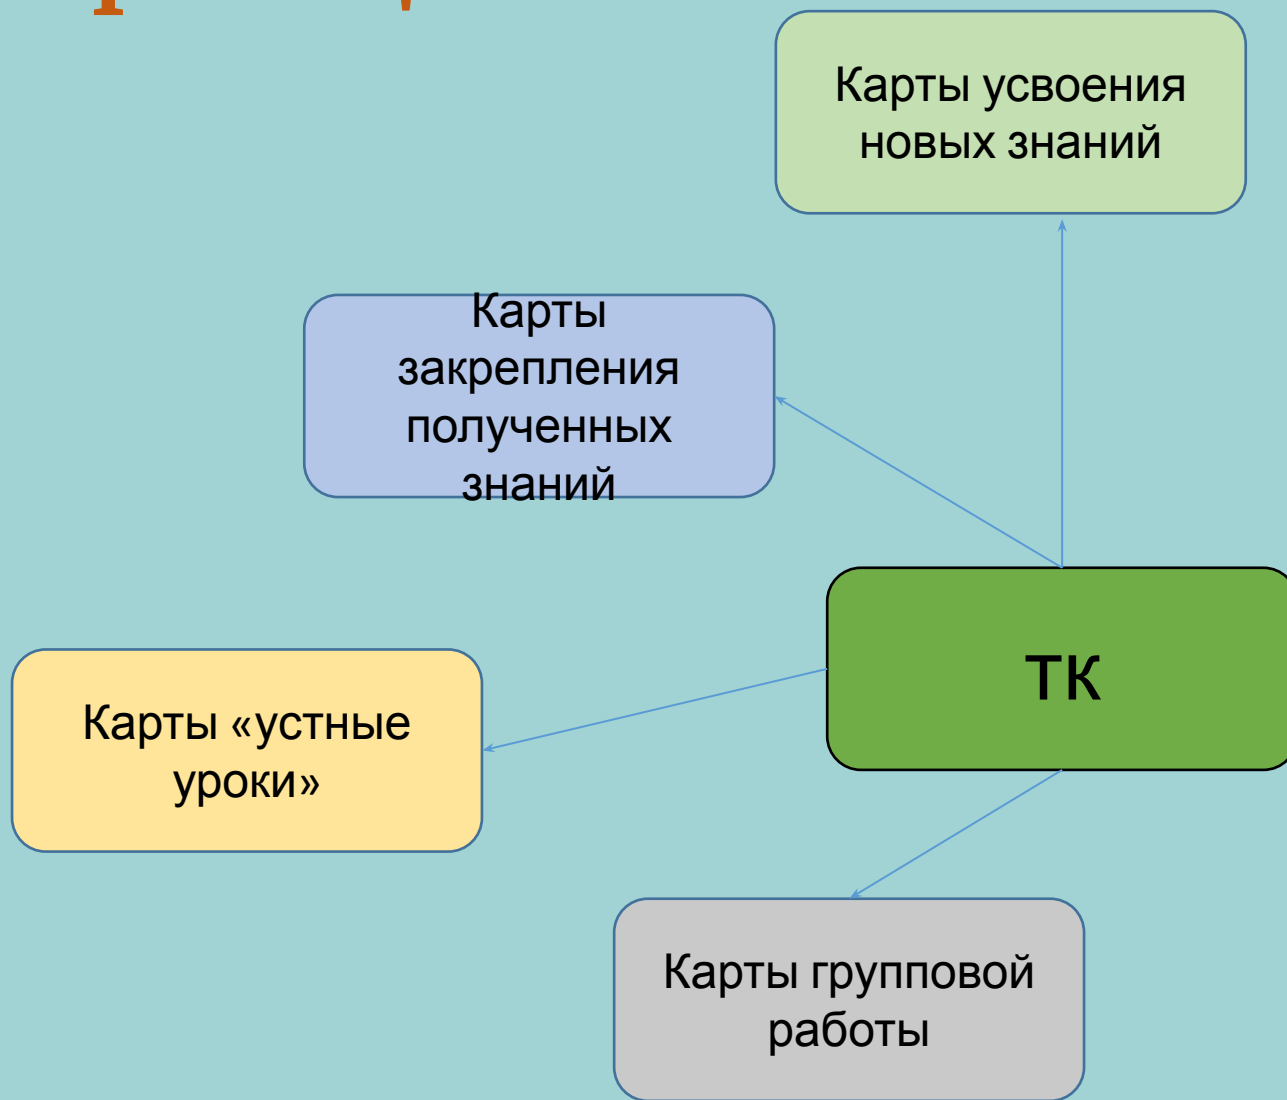 Карты усвоения
новых знаний
Карты
закрепления
полученных
знаний
тк
Карты «устные
уроки»
Карты групповой
работы